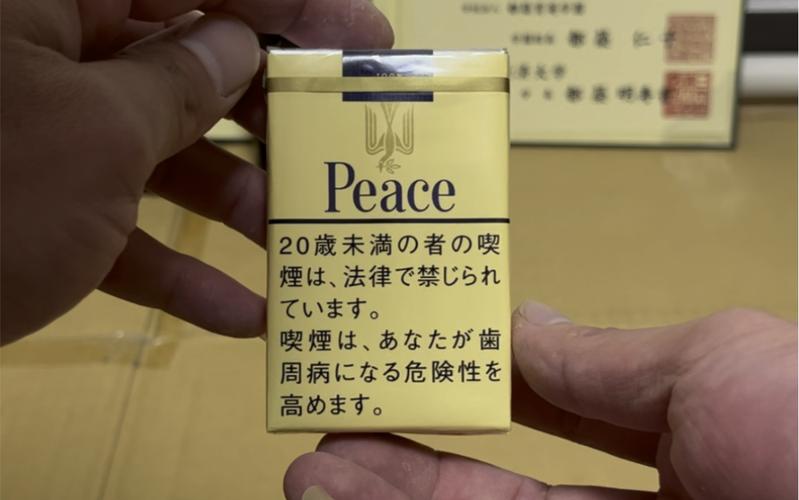 Peace
20歳未満の者の喫
煙は、法律で禁じられ
ています。
喫煙は、あなたが歯
周病になる危険性を
高めます。